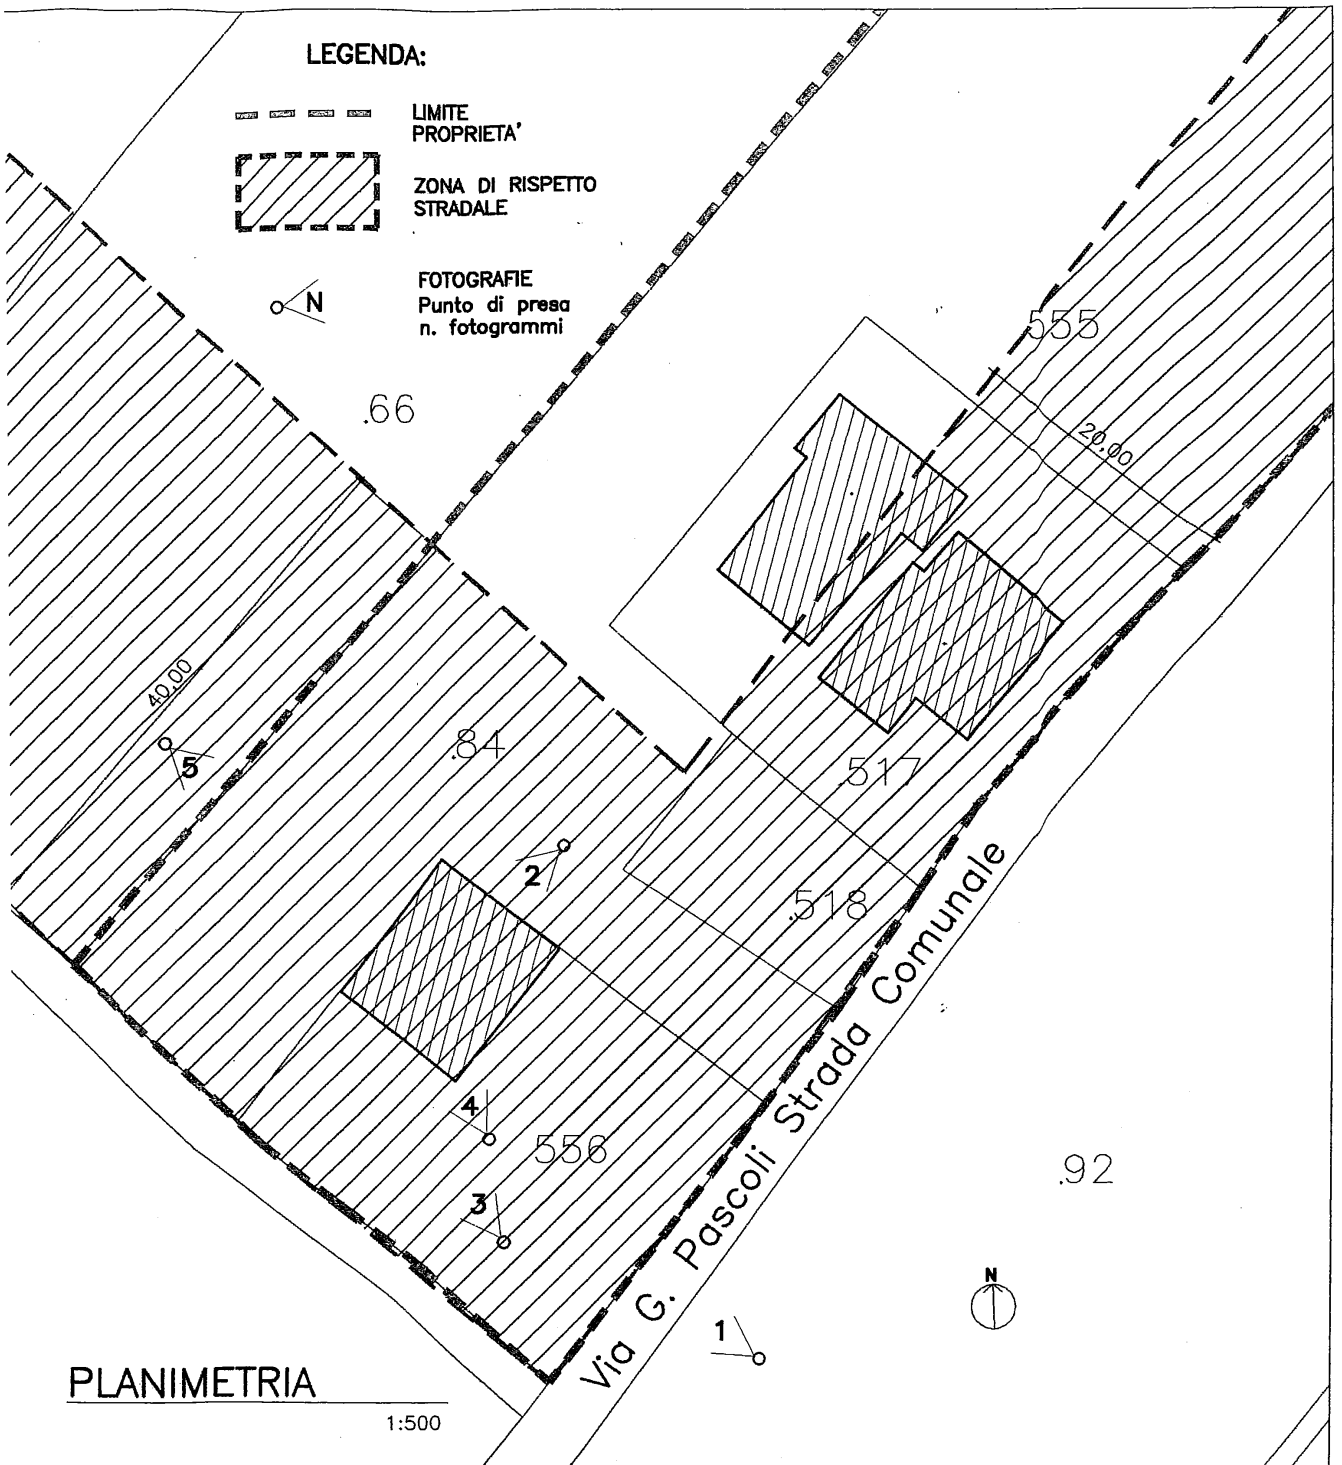 LEGENDA:
LIMITE
PROPRIETA'
ZONA DI RISPETTO
STRADALE
N
FOTOGRAFIE
Punto di presa
n. fotogrammi
.66
555
20,00
40,00
5
.84
.517
2
.518
4
556
3
Via G. Pascoli Strada Comunale
.92
N
1
PLANIMETRIA
1:500